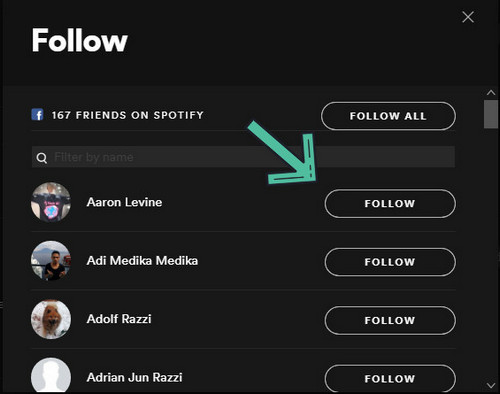 Follow
167 FRIENDS ON SPOTIFY
FOLLOW ALL
Filter by name
Aaron Levine
FOLLOW
Adi Medika Medika
FOLLOW
Adolf Razzi
FOLLOW
Adrian Jun Razzi
FOLLOW